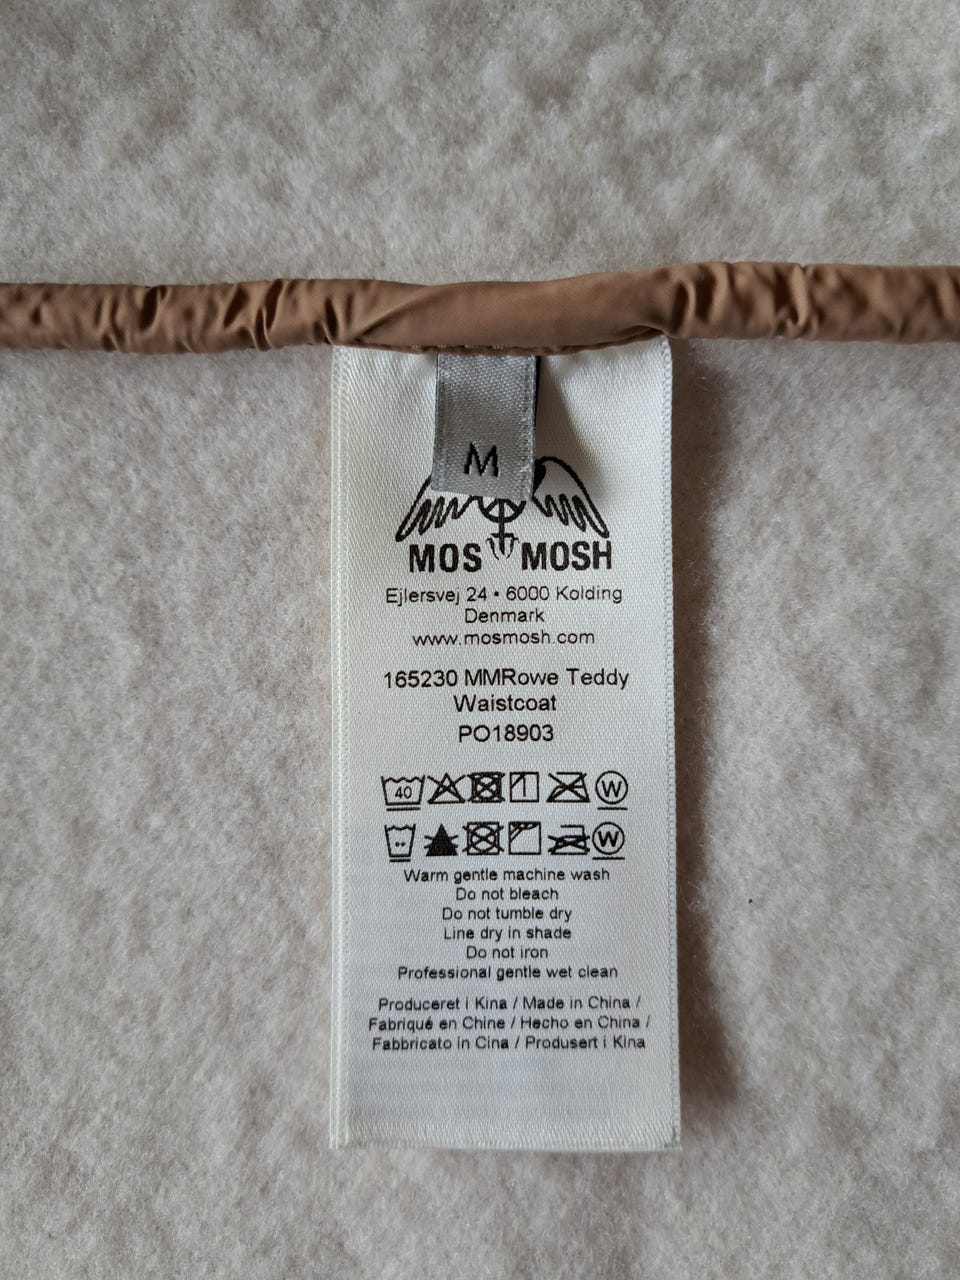 M
MOS MOSH
Ejlersvej 24 • 6000 Kolding
Denmark
www.mosmosh.com
165230 MMRowe Teddy
Waistcoat
PO18903
40 W
W
Warm gentle machine wash
Do not bleach
Do not tumble dry
Line dry in shade
Do not iron
Professional gentle wet clean
Produceret i Kina / Made in China /
Fabriqué en Chine / Hecho en China /
Fabbricato in Cina / Produsert i Kina